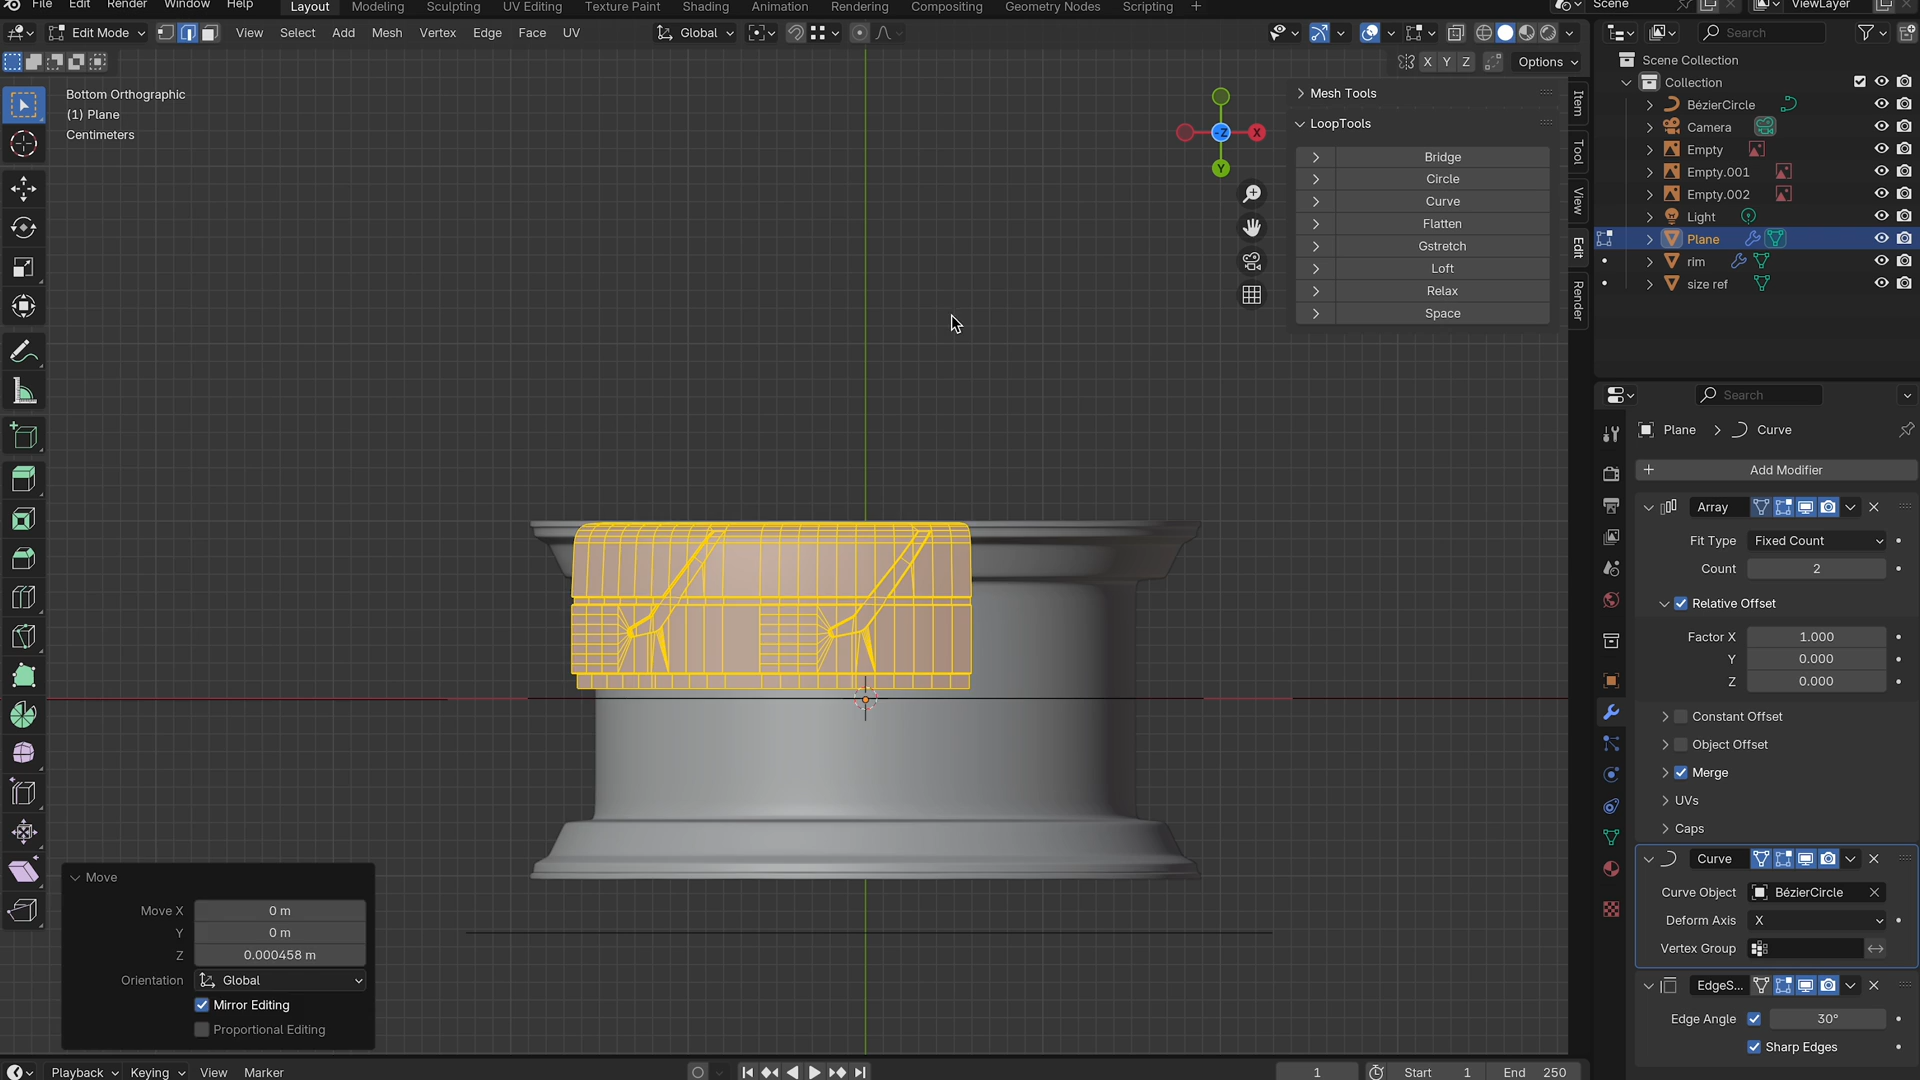 File Edit Render Window Help Layout Modeling Sculpting UV Editing Texture Paint Shading Animation Rendering Compositing Geometry Nodes Scripting + Scene ViewLayer
Edit Mode View Select Add Mesh Vertex Edge Face UV Global Search
X Y Z Options
Scene Collection
Collection
BézierCircle
Camera
Empty
Empty.001
Empty.002
Light
Plane
rim
size ref
Bottom Orthographic
(1) Plane
Centimeters
-Z X Y
Mesh Tools
LoopTools
Bridge
Circle
Curve
Flatten
Gstretch
Loft
Relax
Space
Item
Tool
View
Edit
Render
Search
Plane > Curve
+ Add Modifier
Array
Fit Type Fixed Count
Count 2
Relative Offset
Factor X 1.000
Y 0.000
Z 0.000
Constant Offset
Object Offset
Merge
UVs
Caps
Curve
Curve Object BézierCircle
Deform Axis X
Vertex Group
EdgeS...
Edge Angle 30°
Sharp Edges
Move
Move X 0 m
Y 0 m
Z 0.000458 m
Orientation Global
Mirror Editing
Proportional Editing
Playback Keying View Marker 1 Start 1 End 250